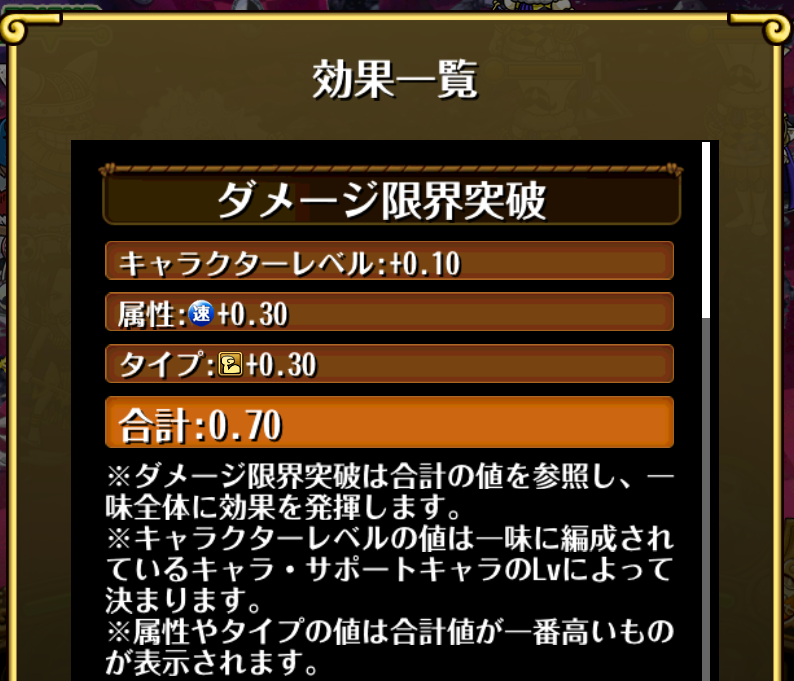 効果一覧
ダメージ限界突破
キャラクターレベル:+0.10
属性:速+0.30
タイプ:+0.30
合計:0.70
※ダメージ限界突破は合計の値を参照し、一
味全体に効果を発揮します。
※キャラクターレベルの値は一味に編成され
ているキャラ・サポートキャラのLvによって
決まります。
※属性やタイプの値は合計値が一番高いもの
が表示されます。